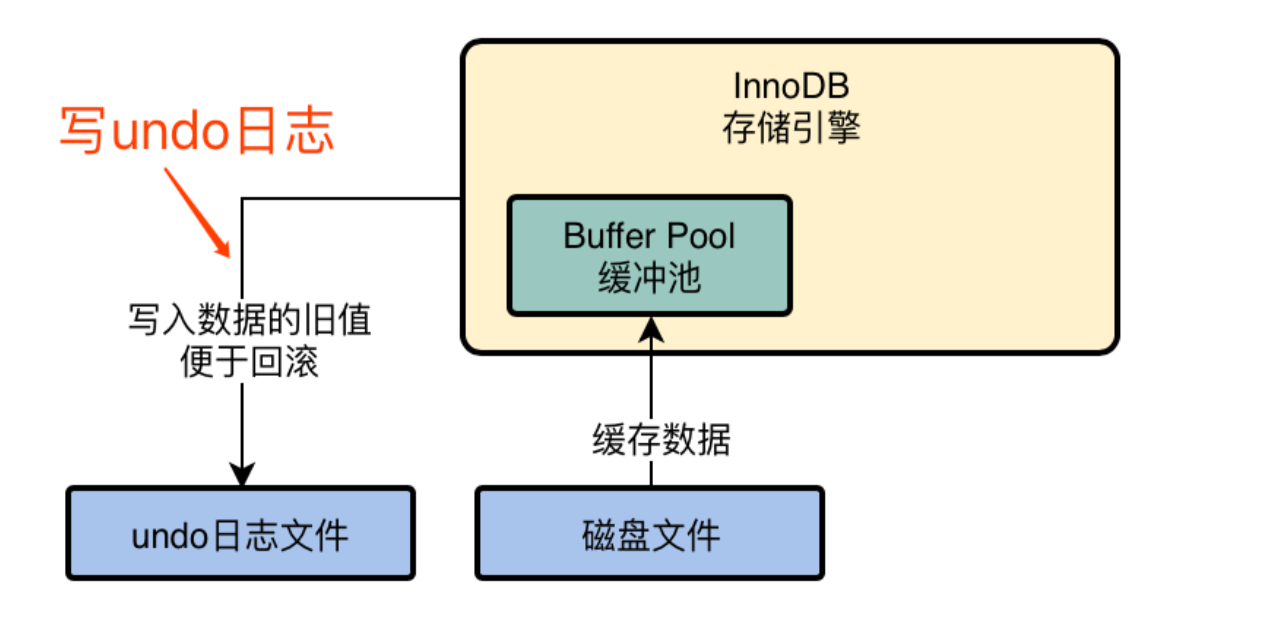 InnoDB
存储引擎
写undo日志
Buffer Pool
缓冲池
写入数据的旧值
便于回滚
缓存数据
undo日志文件
磁盘文件